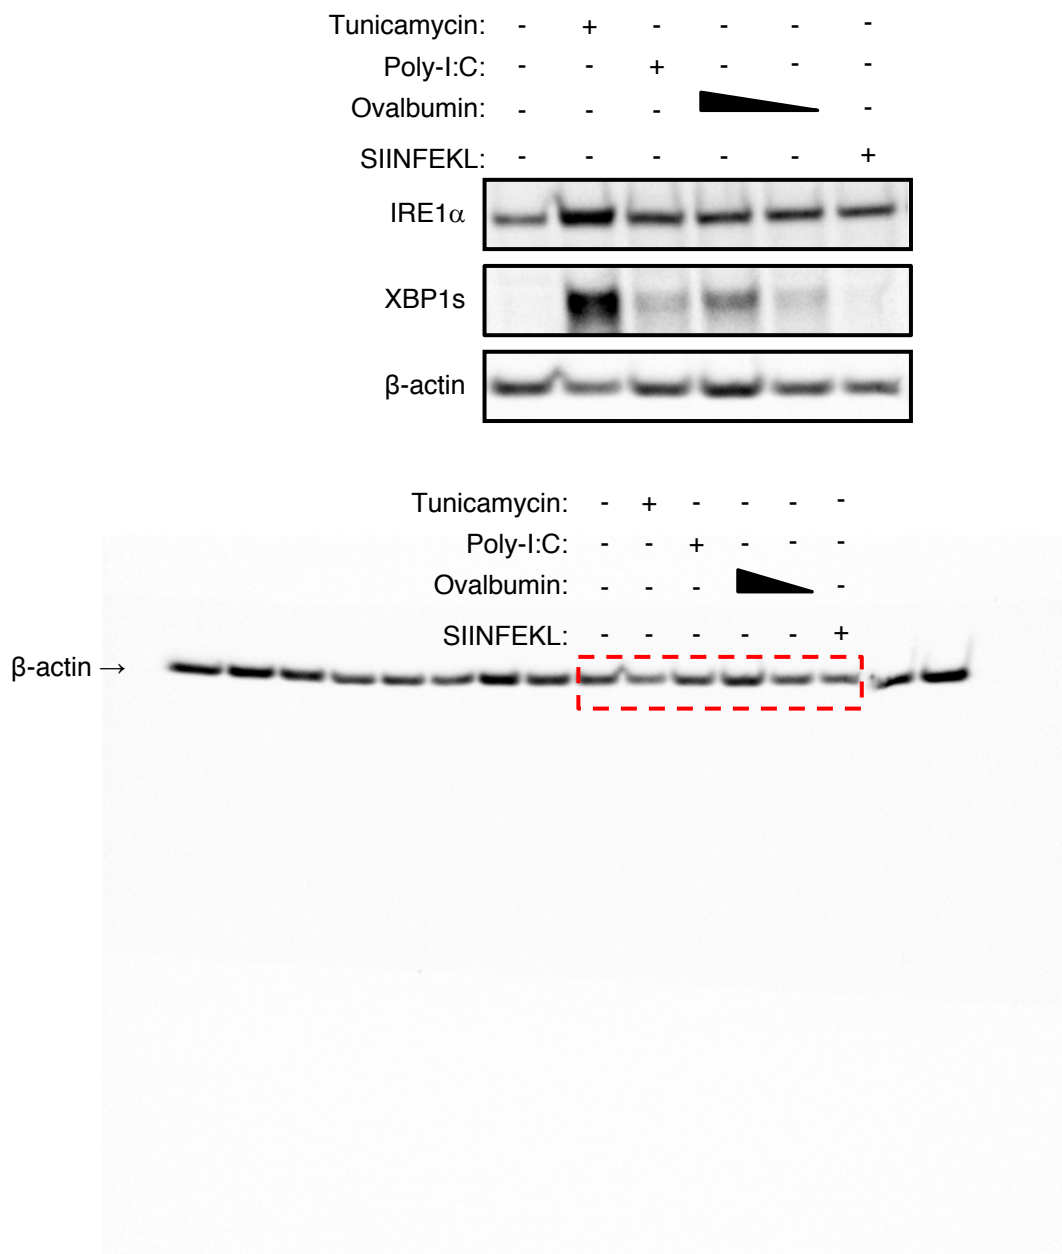 Tunicamycin: - + - - - -
Poly-I:C: - - + - - -
Ovalbumin: - - - -
SIINFEKL: - - - - - +
IRE1α
XBP1s
β-actin
Tunicamycin: - + - - - -
Poly-I:C: - - + - - -
Ovalbumin: - - - -
SIINFEKL: - - - - - +
β-actin →